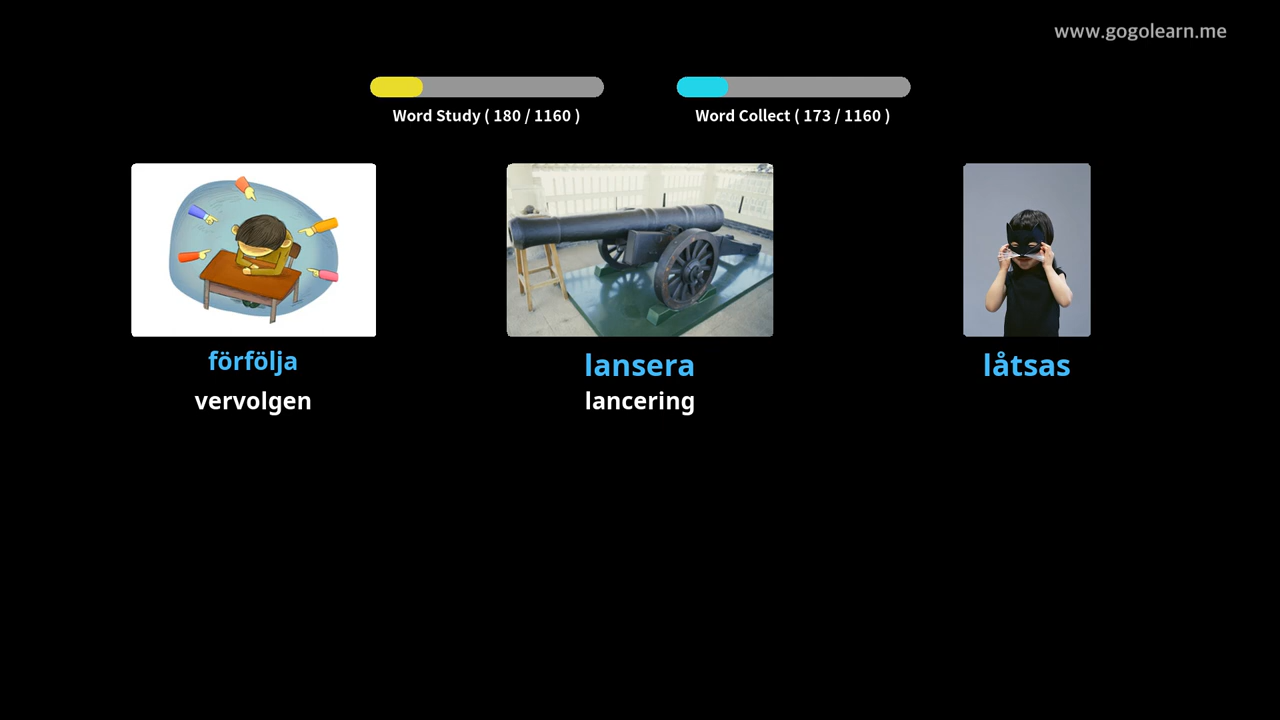 www.gogolearn.me
Word Study ( 180 / 1160 )
Word Collect ( 173 / 1160 )
förfölja
vervolgen
lansera
lancering
låtsas